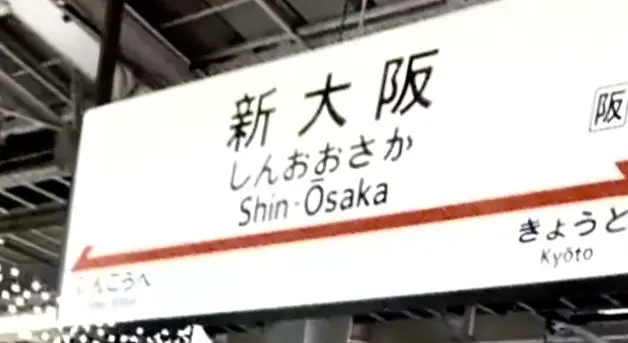 新大阪
阪
しんおおさか
Shin-Ōsaka
きょうと
Kyōto
しんこうべ